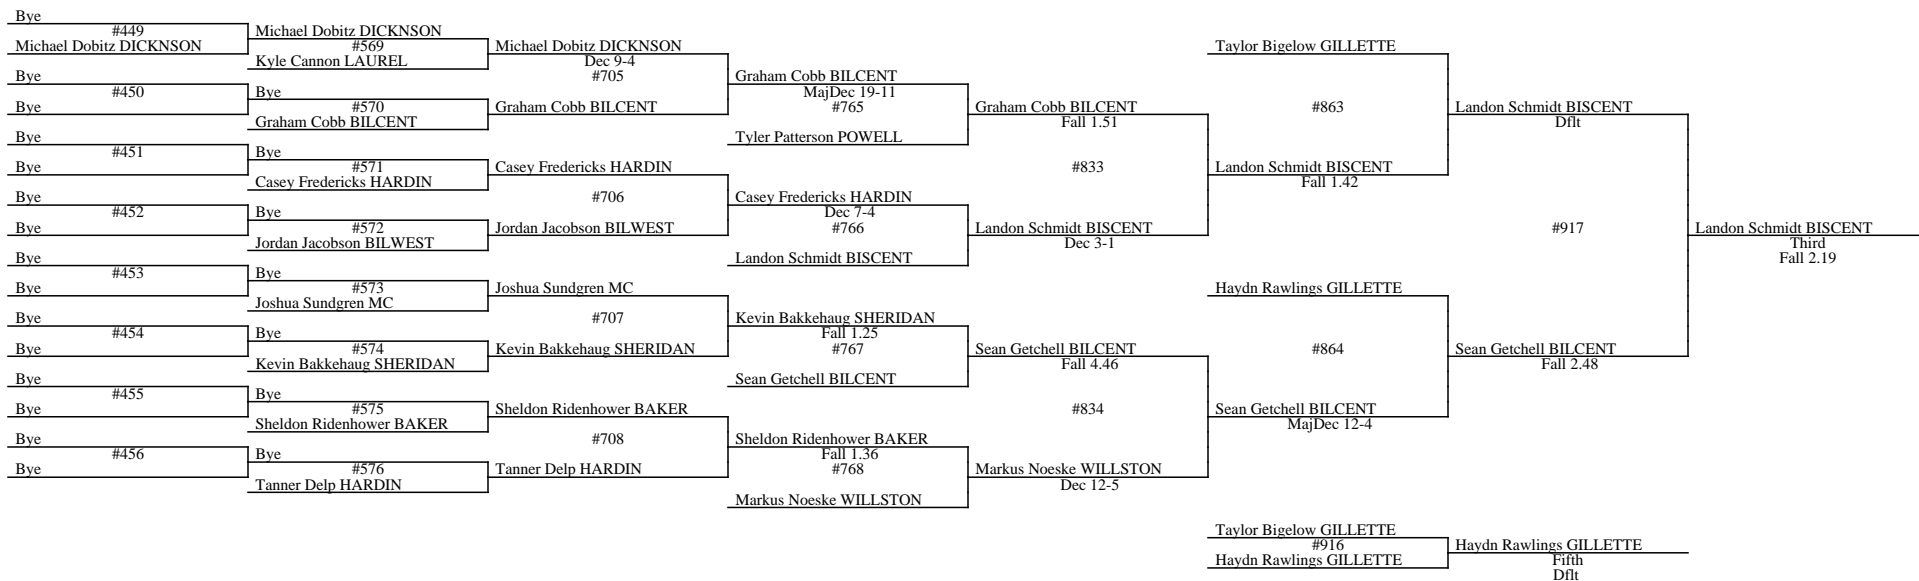 Bye
#449
Michael Dobitz DICKNSON
Bye
#450
Bye
Bye
#451
Bye
Bye
#452
Bye
Bye
#453
Bye
Bye
#454
Bye
Bye
#455
Bye
Bye
#456
Bye
Michael Dobitz DICKNSON
#569
Kyle Cannon LAUREL
Bye
#570
Graham Cobb BILCENT
Bye
#571
Casey Fredericks HARDIN
Bye
#572
Jordan Jacobson BILWEST
Bye
#573
Joshua Sundgren MC
Bye
#574
Kevin Bakkehaug SHERIDAN
Bye
#575
Sheldon Ridenhower BAKER
Bye
#576
Tanner Delp HARDIN
Michael Dobitz DICKNSON
Dec 9-4
#705
Graham Cobb BILCENT
Casey Fredericks HARDIN
#706
Jordan Jacobson BILWEST
Joshua Sundgren MC
#707
Kevin Bakkehaug SHERIDAN
Sheldon Ridenhower BAKER
#708
Tanner Delp HARDIN
Graham Cobb BILCENT
MajDec 19-11
#765
Tyler Patterson POWELL
Casey Fredericks HARDIN
Dec 7-4
#766
Landon Schmidt BISCENT
Kevin Bakkehaug SHERIDAN
Fall 1.25
#767
Sean Getchell BILCENT
Sheldon Ridenhower BAKER
Fall 1.36
#768
Markus Noeske WILLSTON
Graham Cobb BILCENT
Fall 1.51
#833
Landon Schmidt BISCENT
Dec 3-1
Sean Getchell BILCENT
Fall 4.46
#834
Markus Noeske WILLSTON
Dec 12-5
Taylor Bigelow GILLETTE
#863
Landon Schmidt BISCENT
Fall 1.42
Haydn Rawlings GILLETTE
#864
Sean Getchell BILCENT
MajDec 12-4
Landon Schmidt BISCENT
Dflt
#917
Sean Getchell BILCENT
Fall 2.48
Landon Schmidt BISCENT
Third
Fall 2.19
Taylor Bigelow GILLETTE
#916
Haydn Rawlings GILLETTE
Haydn Rawlings GILLETTE
Fifth
Dflt